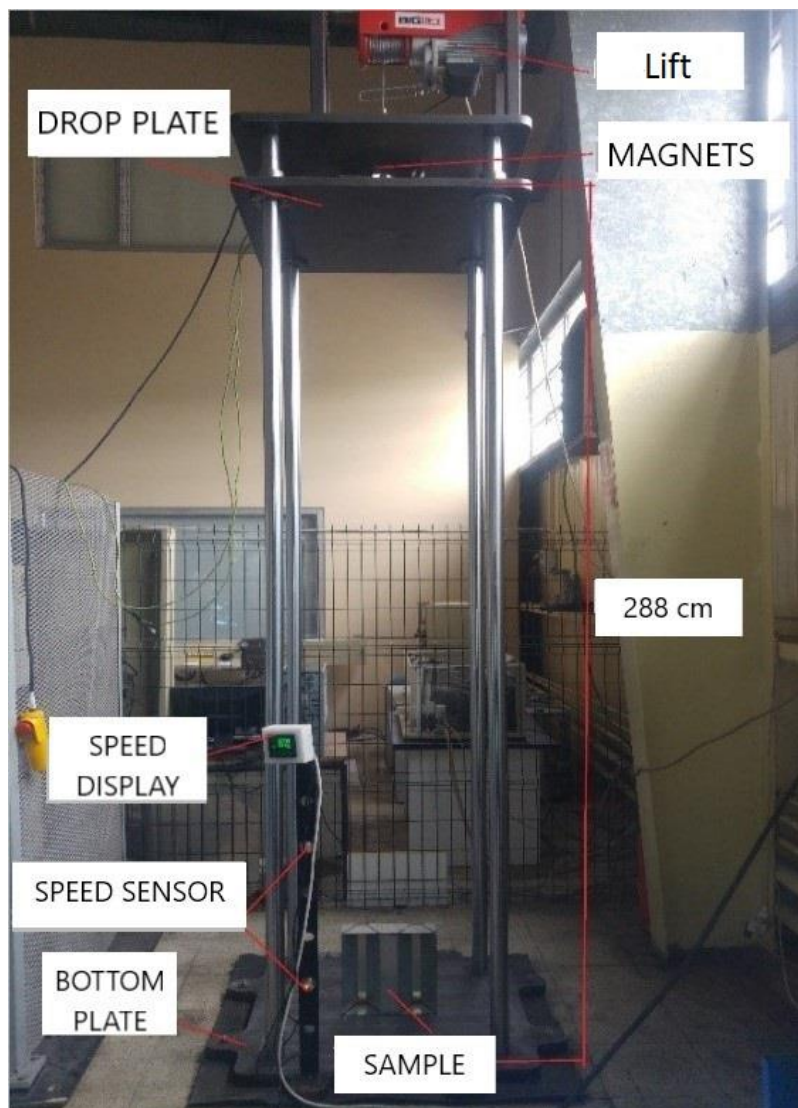 Lift
DROP PLATE
MAGNETS
288 cm
SPEED
DISPLAY
SPEED SENSOR
BOTTOM
PLATE
SAMPLE